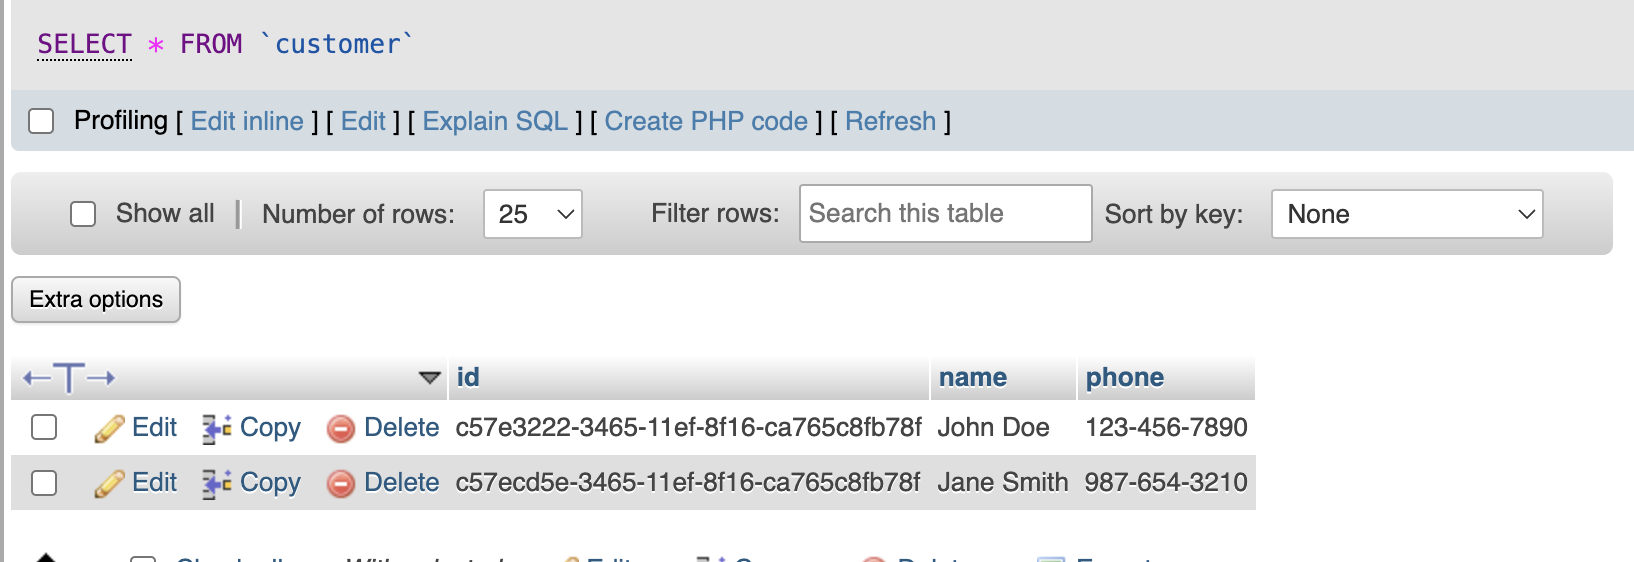 SELECT * FROM `customer`
Profiling [ Edit inline ] [ Edit ] [ Explain SQL ] [ Create PHP code ] [ Refresh ]
Show all | Number of rows: 25 Filter rows: Search this table Sort by key: None
Extra options
←T→ id name phone
Edit Copy Delete c57e3222-3465-11ef-8f16-ca765c8fb78f John Doe 123-456-7890
Edit Copy Delete c57ecd5e-3465-11ef-8f16-ca765c8fb78f Jane Smith 987-654-3210